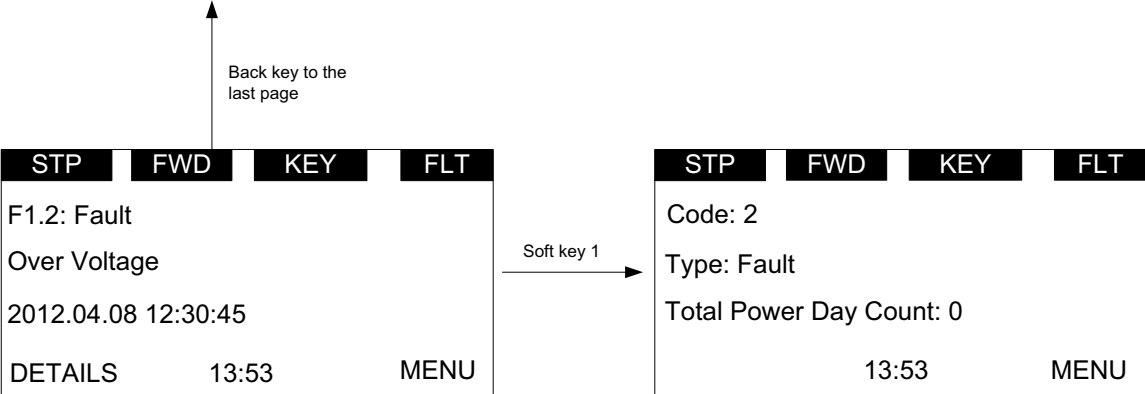 Back key to the
last page
STP FWD KEY FLT
F1.2: Fault
Over Voltage
2012.04.08 12:30:45
DETAILS 13:53 MENU
Soft key 1
STP FWD KEY FLT
Code: 2
Type: Fault
Total Power Day Count: 0
13:53 MENU